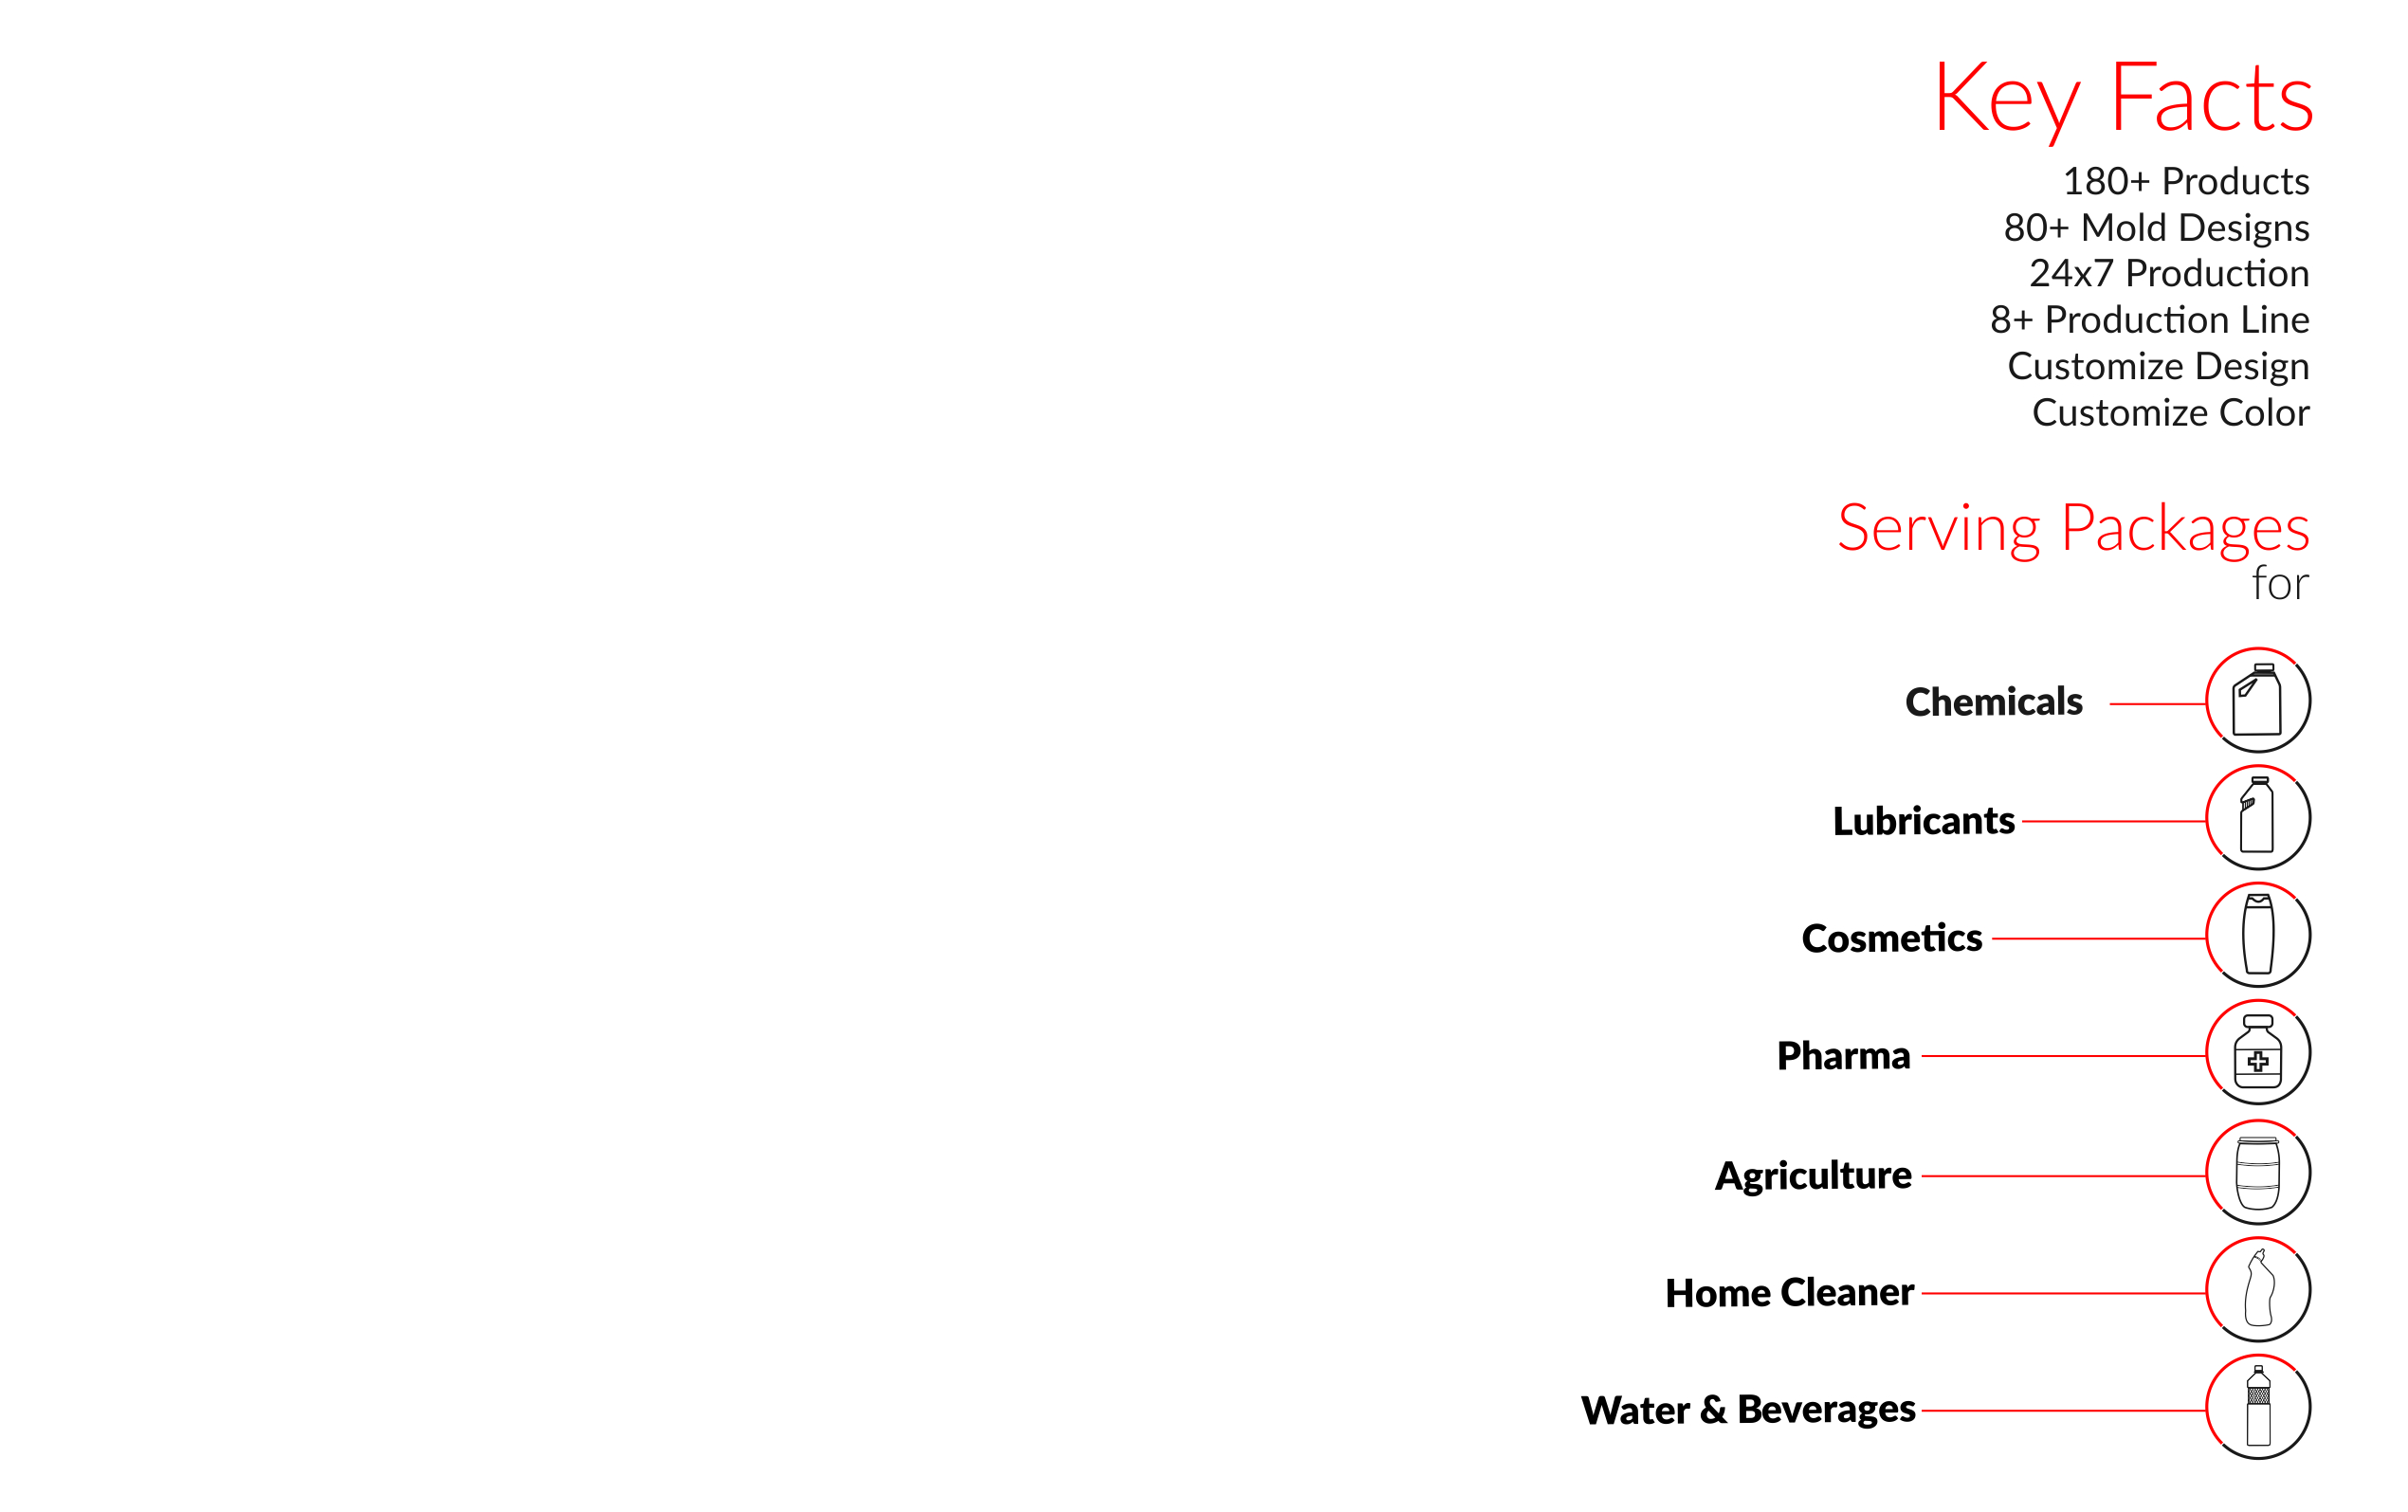 Key Facts
180+ Products
80+ Mold Designs
24x7 Production
8+ Production Line
Customize Design
Customize Color
Serving Packages
for
Chemicals
Lubricants
Cosmetics
Pharma
Agriculture
Home Cleaner
Water & Beverages